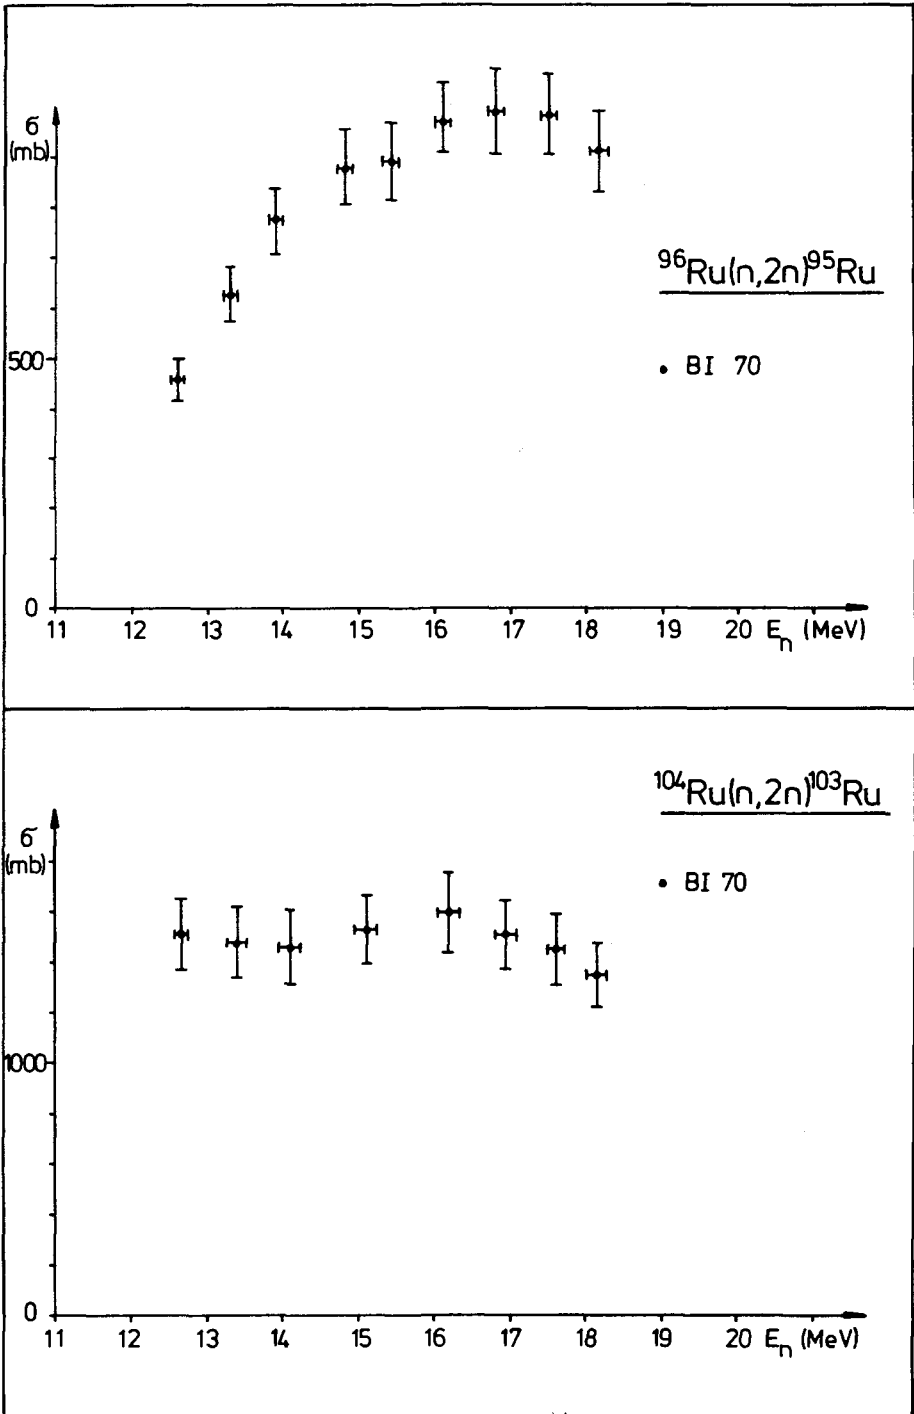 σ
(mb)
⁹⁶Ru(n,2n)⁹⁵Ru
500
• BI 70
0
11 12 13 14 15 16 17 18 19 20 Eₙ (MeV)
¹⁰⁴Ru(n,2n)¹⁰³Ru
σ
(mb)
• BI 70
1000
0
11 12 13 14 15 16 17 18 19 20 Eₙ (MeV)